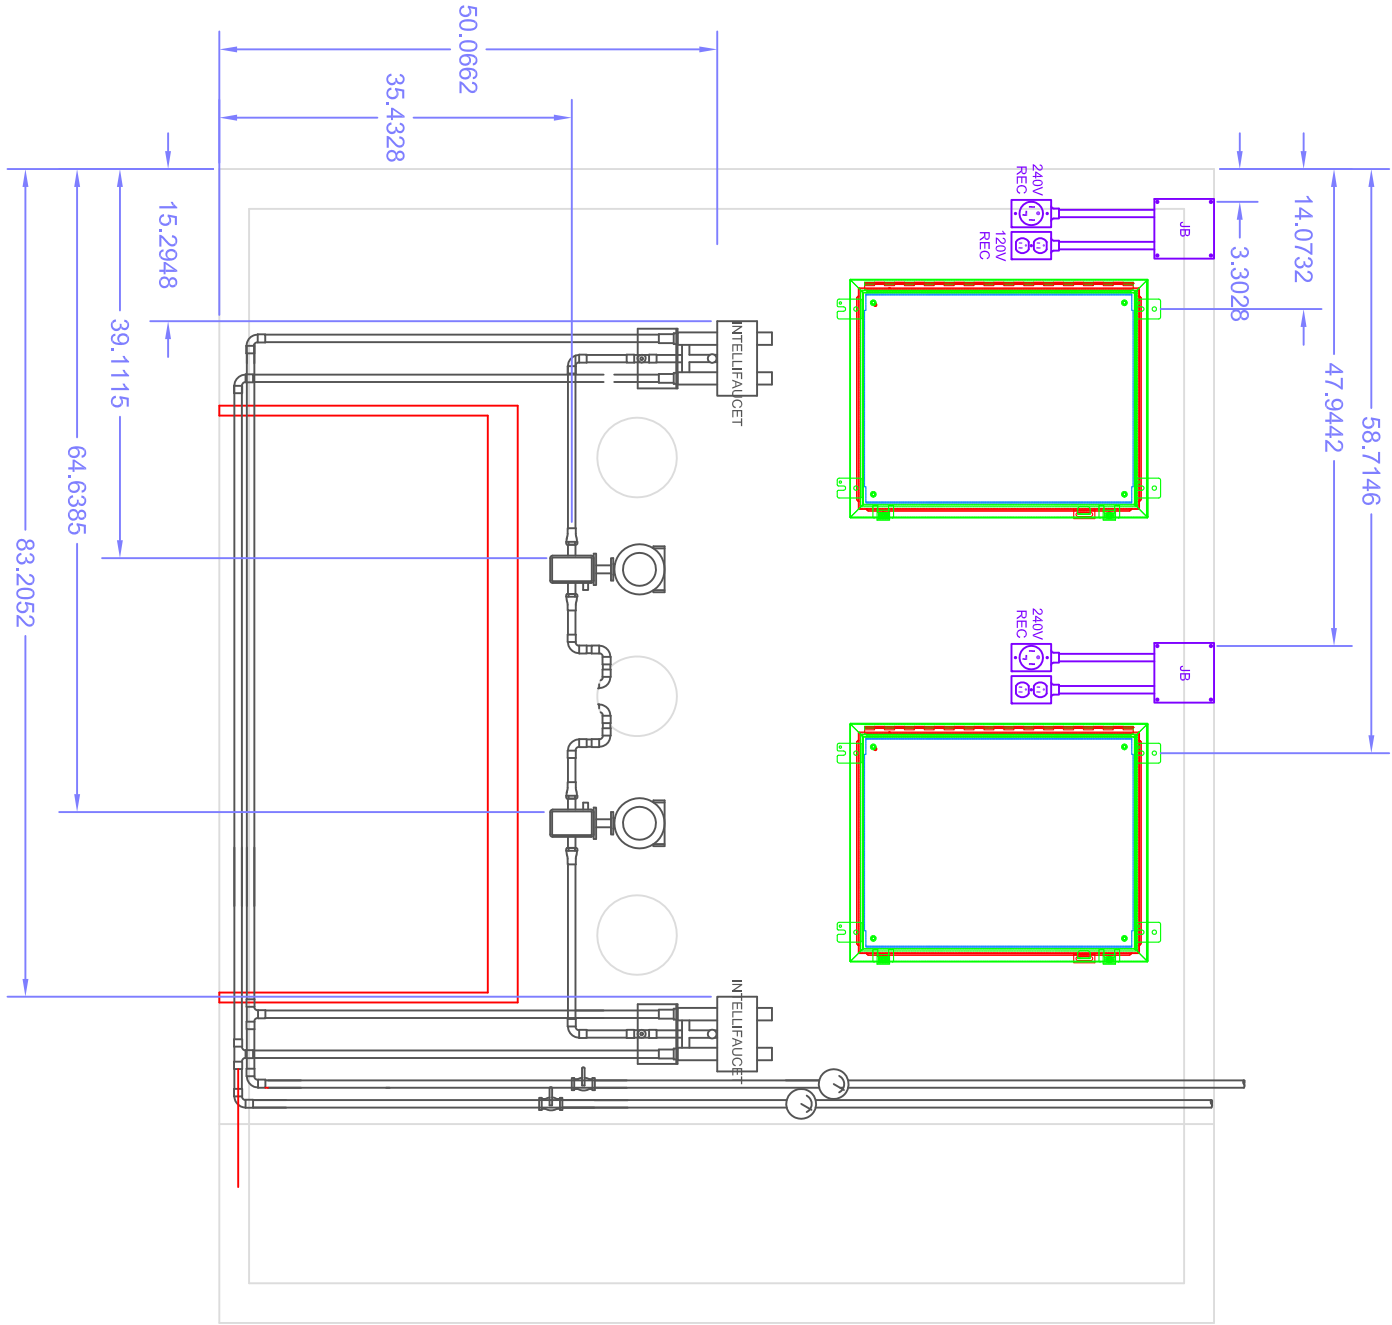 50.0662
35.4328
15.2948
39.1115
64.6385
83.2052
240V
REC
120V
REC
JB
14.0732
3.3028
47.9442
58.7146
INTELLIFAUCET
240V
REC
JB
INTELLIFAUCET